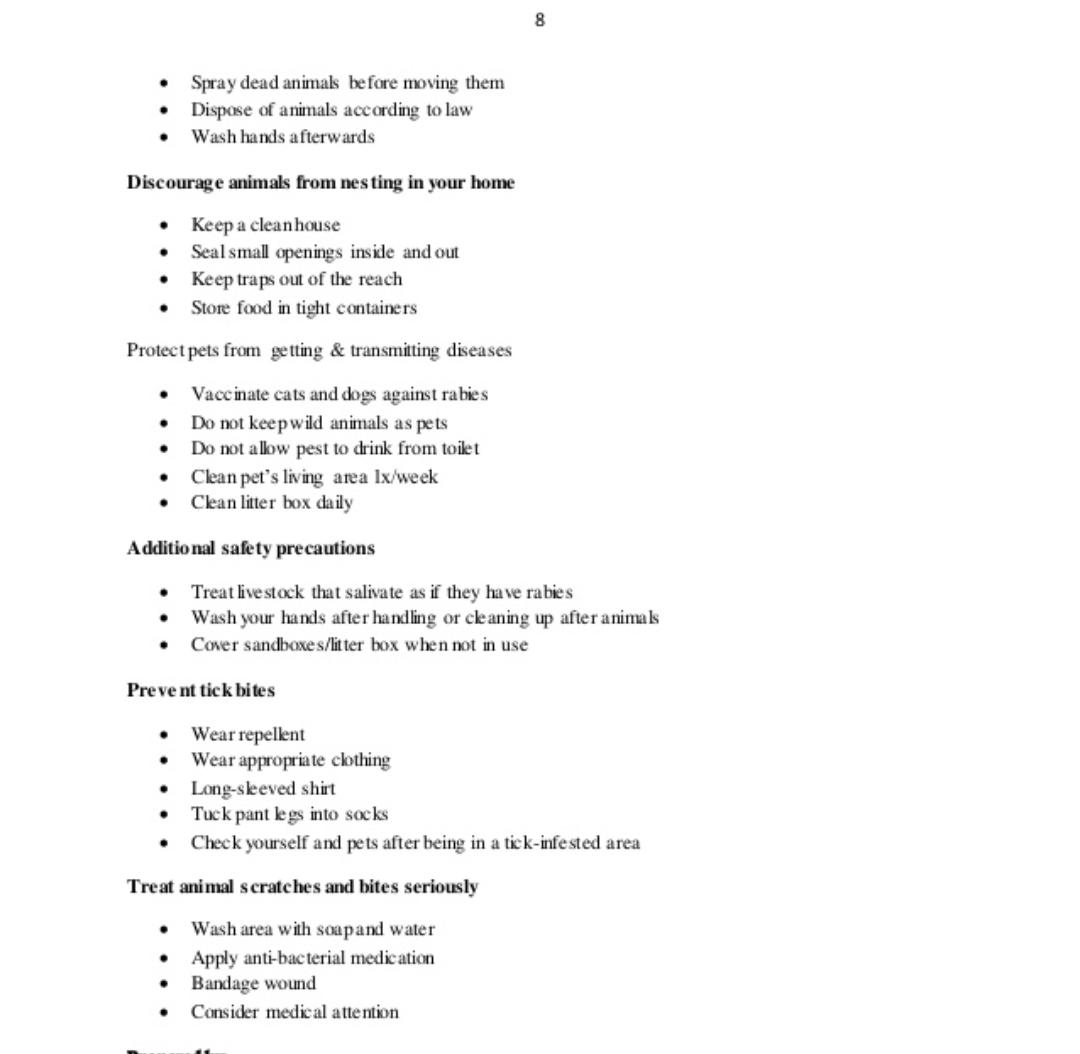 8
• Spray dead animals before moving them
• Dispose of animals according to law
• Wash hands afterwards
Discourage animals from nesting in your home
• Keep a clean house
• Seal small openings inside and out
• Keep traps out of the reach
• Store food in tight containers
Protect pets from getting & transmitting diseases
• Vaccinate cats and dogs against rabies
• Do not keep wild animals as pets
• Do not allow pest to drink from toilet
• Clean pet's living area 1x/week
• Clean litter box daily
Additional safety precautions
• Treat livestock that salivate as if they have rabies
• Wash your hands after handling or cleaning up after animals
• Cover sandboxes/litter box when not in use
Prevent tick bites
• Wear repellent
• Wear appropriate clothing
• Long-sleeved shirt
• Tuck pant legs into socks
• Check yourself and pets after being in a tick-infested area
Treat animal scratches and bites seriously
• Wash area with soap and water
• Apply anti-bacterial medication
• Bandage wound
• Consider medical attention